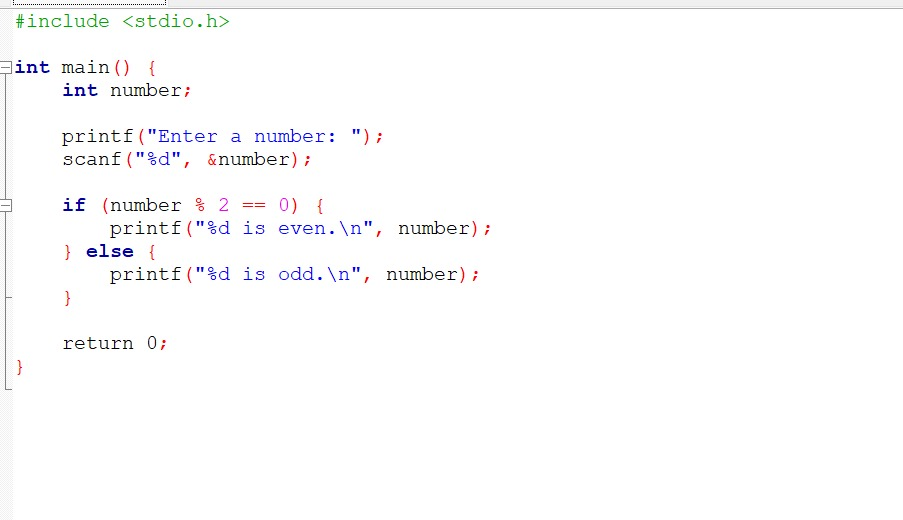 #include <stdio.h>
int main() {
    int number;
    printf("Enter a number: ");
    scanf("%d", &number);
    if (number % 2 == 0) {
        printf("%d is even.\n", number);
    } else {
        printf("%d is odd.\n", number);
    }
    return 0;
}